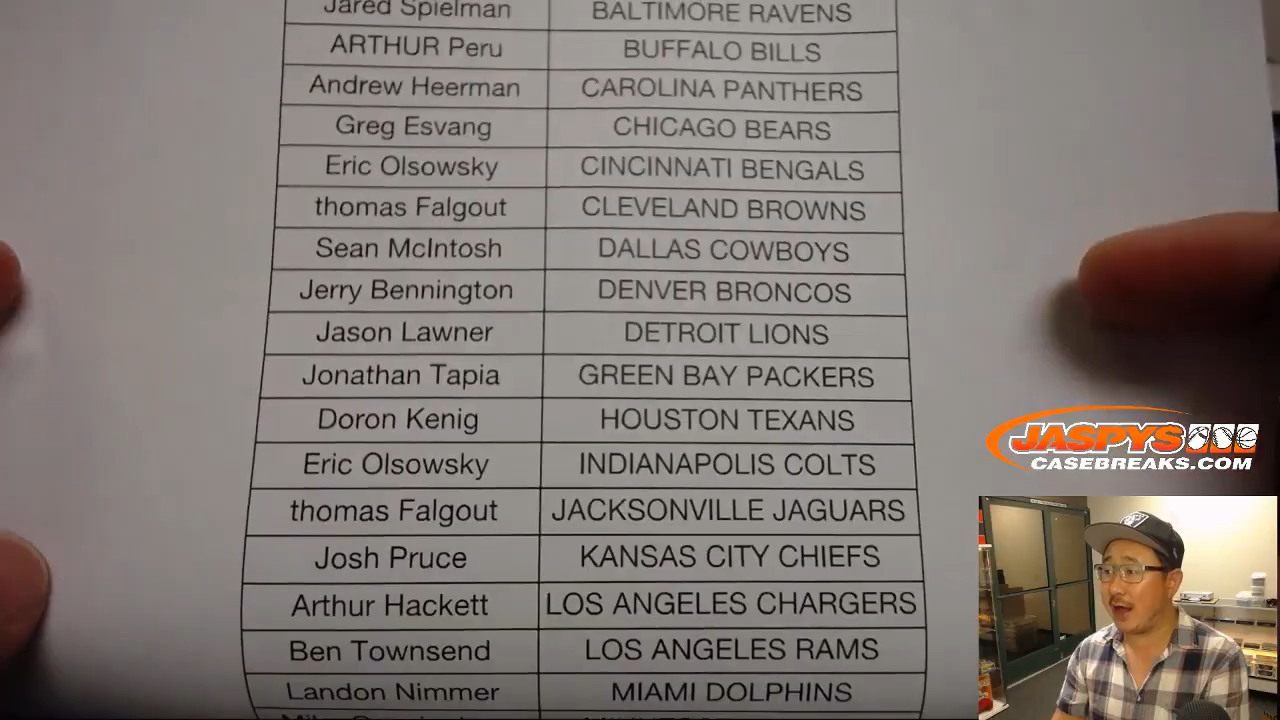 Jared Spielman BALTIMORE RAVENS
ARTHUR Peru BUFFALO BILLS
Andrew Heerman CAROLINA PANTHERS
Greg Esvang CHICAGO BEARS
Eric Olsowsky CINCINNATI BENGALS
thomas Falgout CLEVELAND BROWNS
Sean McIntosh DALLAS COWBOYS
Jerry Bennington DENVER BRONCOS
Jason Lawner DETROIT LIONS
Jonathan Tapia GREEN BAY PACKERS
Doron Kenig HOUSTON TEXANS
Eric Olsowsky INDIANAPOLIS COLTS
thomas Falgout JACKSONVILLE JAGUARS
Josh Pruce KANSAS CITY CHIEFS
Arthur Hackett LOS ANGELES CHARGERS
Ben Townsend LOS ANGELES RAMS
Landon Nimmer MIAMI DOLPHINS
JASPYS
CASEBREAKS.COM